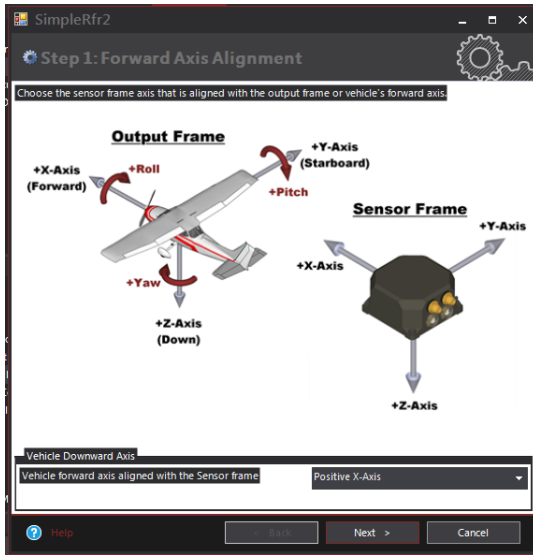 SimpleRfr2
Step 1: Forward Axis Alignment
Choose the sensor frame axis that is aligned with the output frame or vehicle's forward axis.
Output Frame
+X-Axis
(Forward)
+Roll
+Y-Axis
(Starboard)
+Pitch
+Yaw
+Z-Axis
(Down)
Sensor Frame
+X-Axis
+Y-Axis
+Z-Axis
Vehicle Downward Axis
Vehicle forward axis aligned with the Sensor frame
Positive X-Axis
Help
< Back
Next >
Cancel